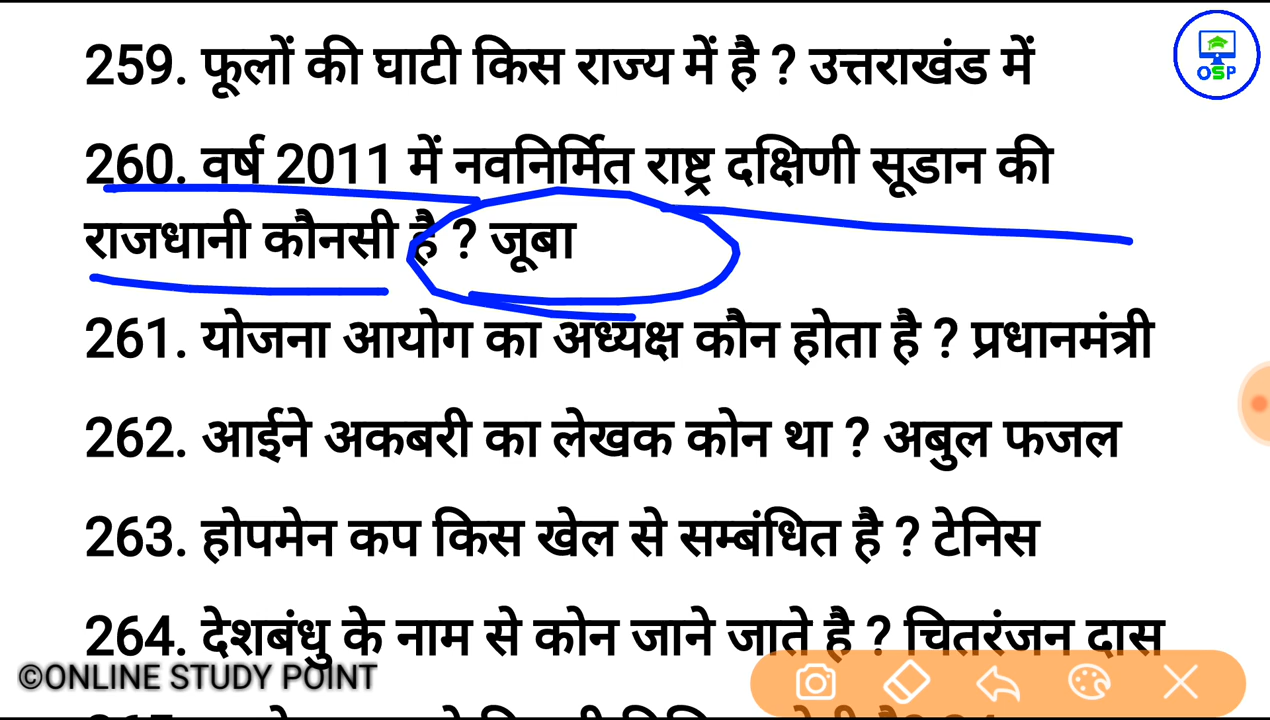 259. फूलों की घाटी किस राज्य में है ? उत्तराखंड में
OSP
260. वर्ष 2011 में नवनिर्मित राष्ट्र दक्षिणी सूडान की
राजधानी कौनसी है ? जूबा
261. योजना आयोग का अध्यक्ष कौन होता है ? प्रधानमंत्री
262. आईने अकबरी का लेखक कोन था ? अबुल फजल
263. होपमेन कप किस खेल से सम्बंधित है ? टेनिस
264. देशबंधु के नाम से कोन जाने जाते है ? चितरंजन दास
©ONLINE STUDY POINT